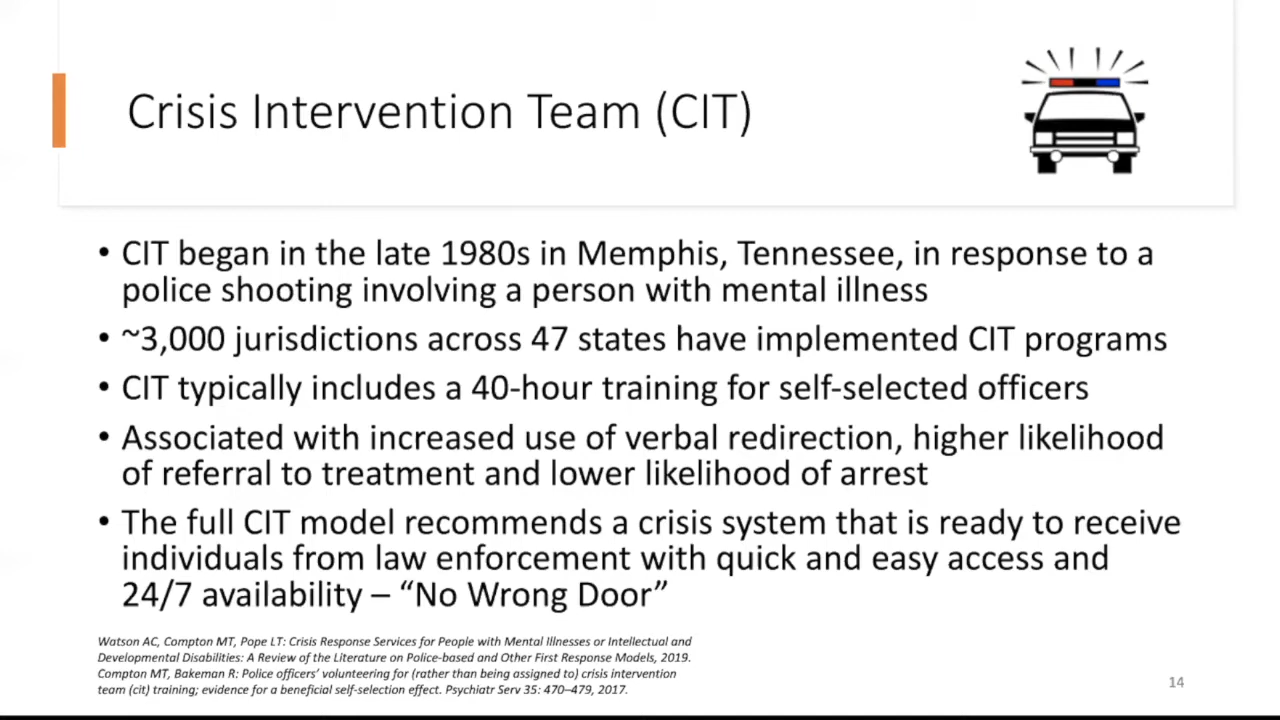 Crisis Intervention Team (CIT)
• CIT began in the late 1980s in Memphis, Tennessee, in response to a
police shooting involving a person with mental illness
• ~3,000 jurisdictions across 47 states have implemented CIT programs
• CIT typically includes a 40-hour training for self-selected officers
• Associated with increased use of verbal redirection, higher likelihood
of referral to treatment and lower likelihood of arrest
• The full CIT model recommends a crisis system that is ready to receive
individuals from law enforcement with quick and easy access and
24/7 availability – “No Wrong Door”
Watson AC, Compton MT, Pope LT: Crisis Response Services for People with Mental Illnesses or Intellectual and
Developmental Disabilities: A Review of the Literature on Police-based and Other First Response Models, 2019.
Compton MT, Bakeman R: Police officers’ volunteering for (rather than being assigned to) crisis intervention
team (cit) training; evidence for a beneficial self-selection effect. Psychiatr Serv 35: 470–479, 2017.
14